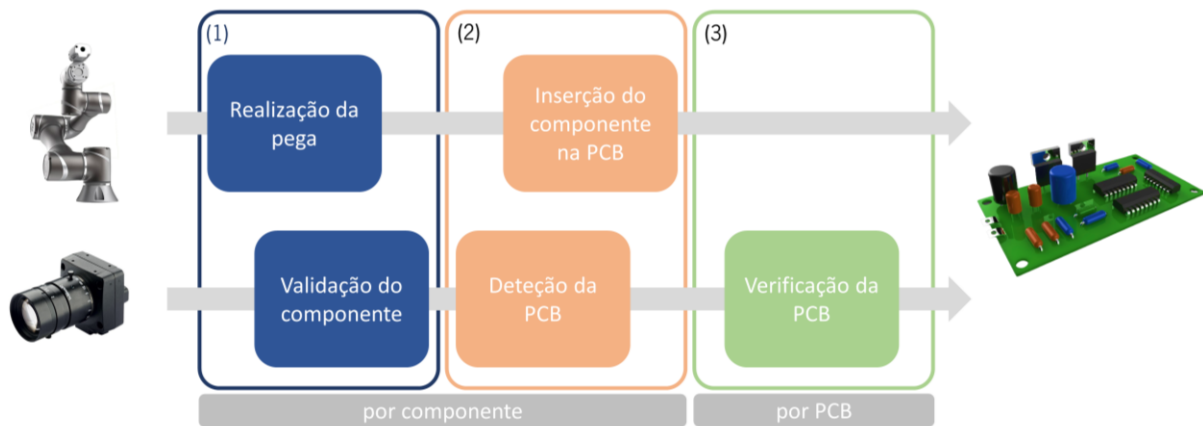 (1)
(2)
(3)
Realização da
pega
Inserção do
componente
na PCB
Validação do
componente
Deteção da
PCB
Verificação da
PCB
por componente
por PCB